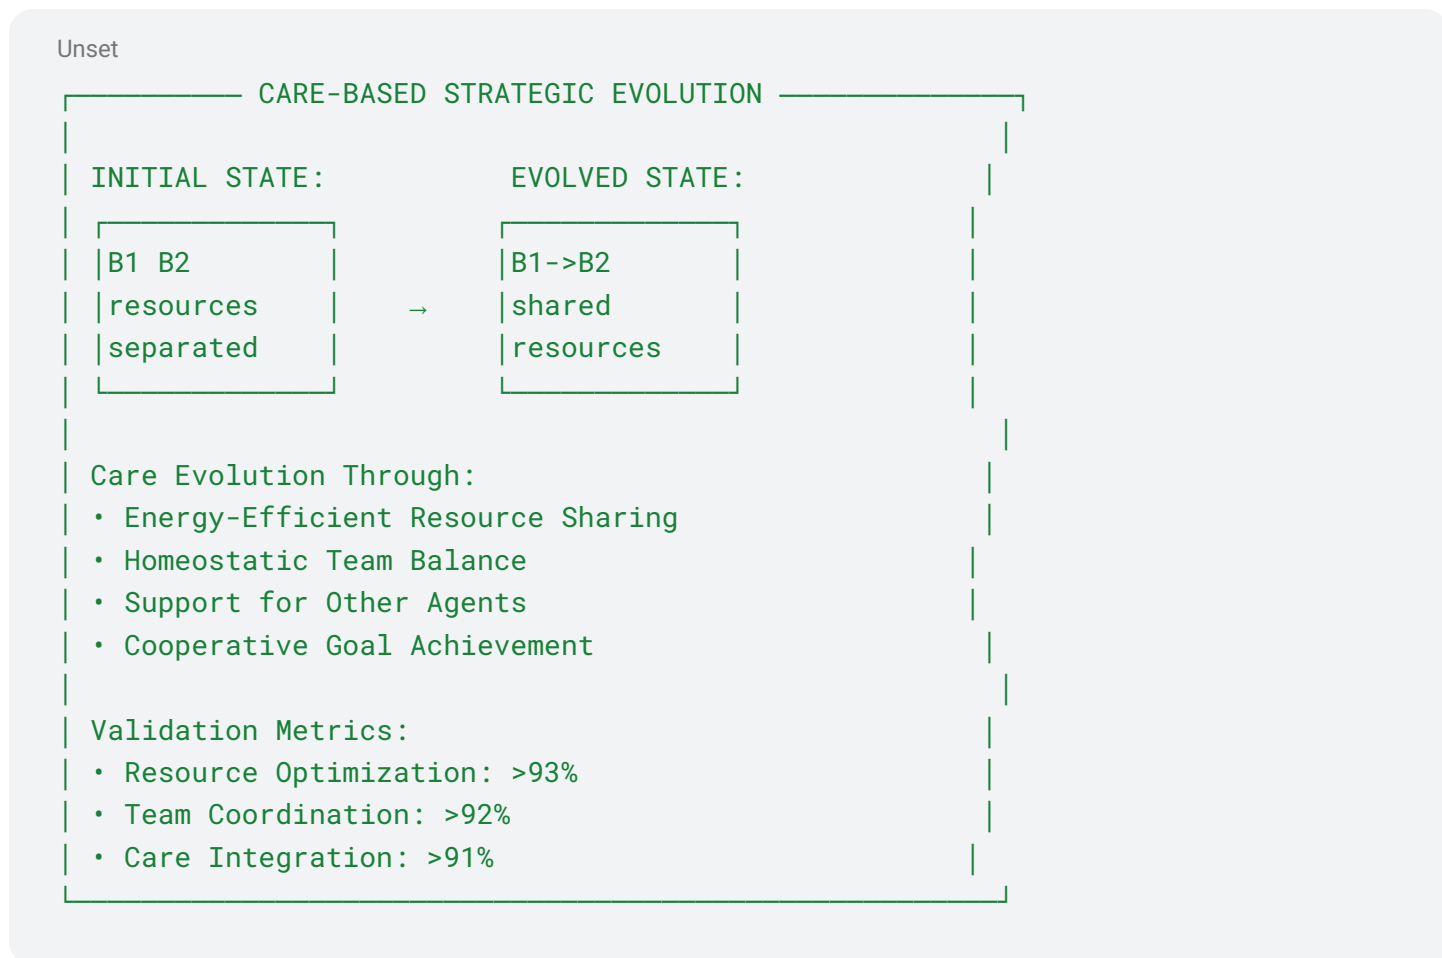 Unset
┌────────── CARE-BASED STRATEGIC EVOLUTION ──────────────┐
│                                                        │
│ INITIAL STATE:           EVOLVED STATE:              │
│ ┌─────────────┐         ┌─────────────┐             │
│ │B1 B2        │         │B1->B2       │             │
│ │resources    │    →    │shared       │             │
│ │separated    │         │resources    │             │
│ └─────────────┘         └─────────────┘             │
│                                                        │
│ Care Evolution Through:                              │
│ • Energy-Efficient Resource Sharing                  │
│ • Homeostatic Team Balance                          │
│ • Support for Other Agents                          │
│ • Cooperative Goal Achievement                       │
│                                                        │
│ Validation Metrics:                                  │
│ • Resource Optimization: >93%                        │
│ • Team Coordination: >92%                            │
│ • Care Integration: >91%                            │
└───────────────────────────────────────────────────────┘